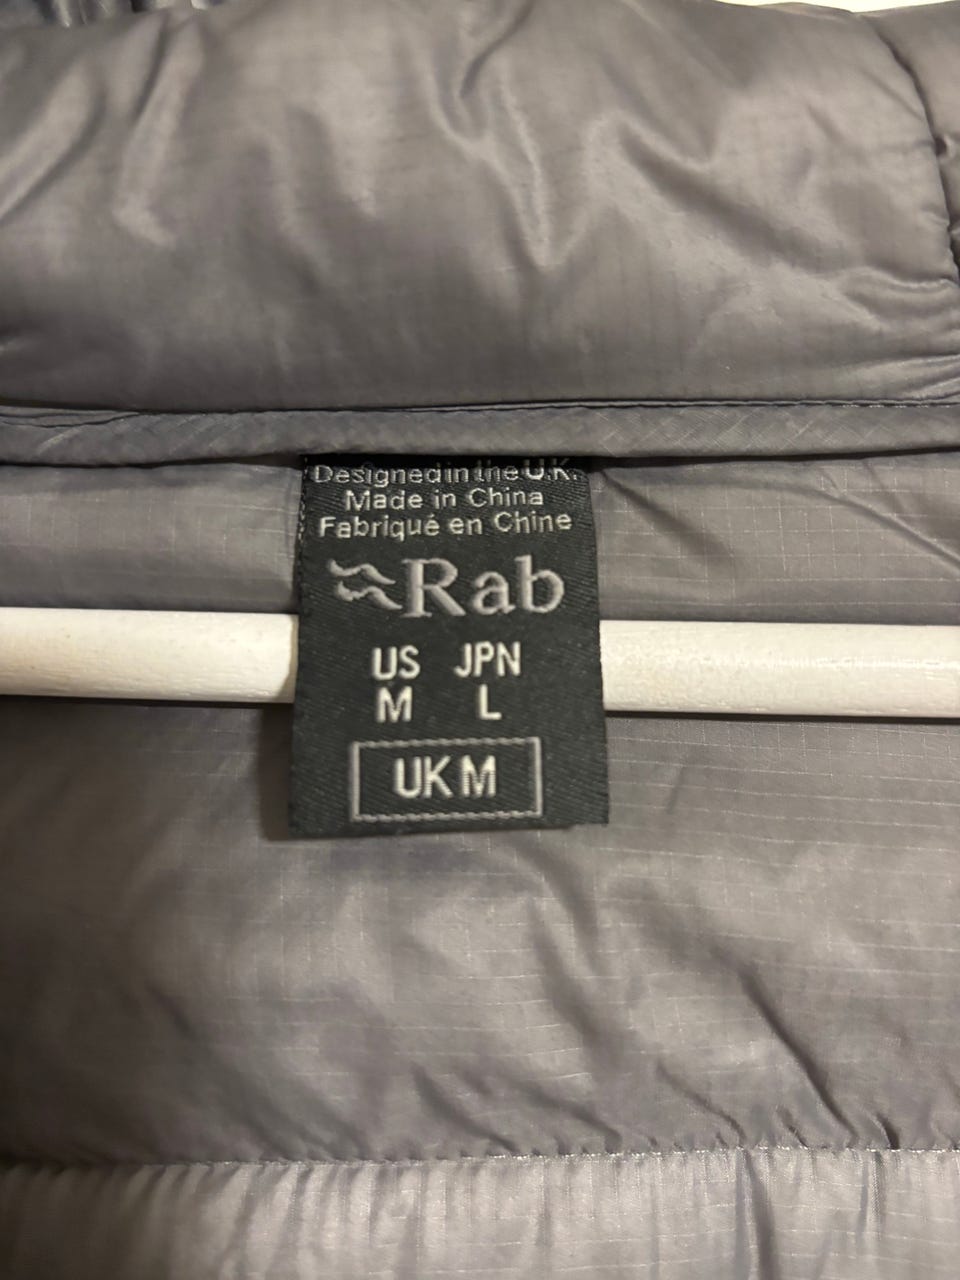 Designed in the U.K.
Made in China
Fabriqué en Chine
Rab
US JPN
M L
UK M